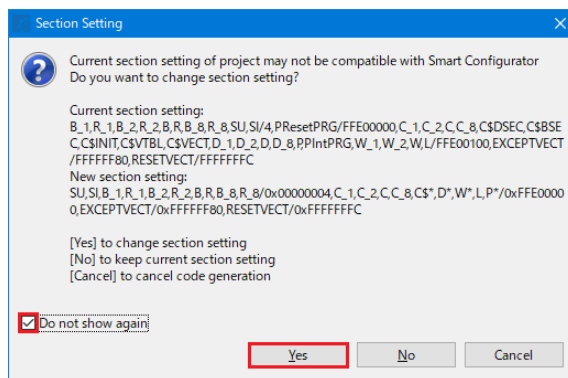 Section Setting
Current section setting of project may not be compatible with Smart Configurator
Do you want to change section setting?
Current section setting:
B_1,R_1,B_2,R_2,B,R,B_8,R_8,SU,SI/4,PResetPRG/FFE00000,C_1,C_2,C,C_8,C$DSEC,C$BSE
C,C$INIT,C$VTBL,C$VECT,D_1,D_2,D,D_8,P,PIntPRG,W_1,W_2,W,L/FFE00100,EXCEPTVECT
/FFFFFF80,RESETVECT/FFFFFFFC
New section setting:
SU,SI,B_1,R_1,B_2,R_2,B,R,B_8,R_8/0x00000004,C_1,C_2,C,C_8,C$*,D*,W*,L,P*/0xFFE0000
0,EXCEPTVECT/0xFFFFFF80,RESETVECT/0xFFFFFFFC
[Yes] to change section setting
[No] to keep current section setting
[Cancel] to cancel code generation
Do not show again
Yes No Cancel